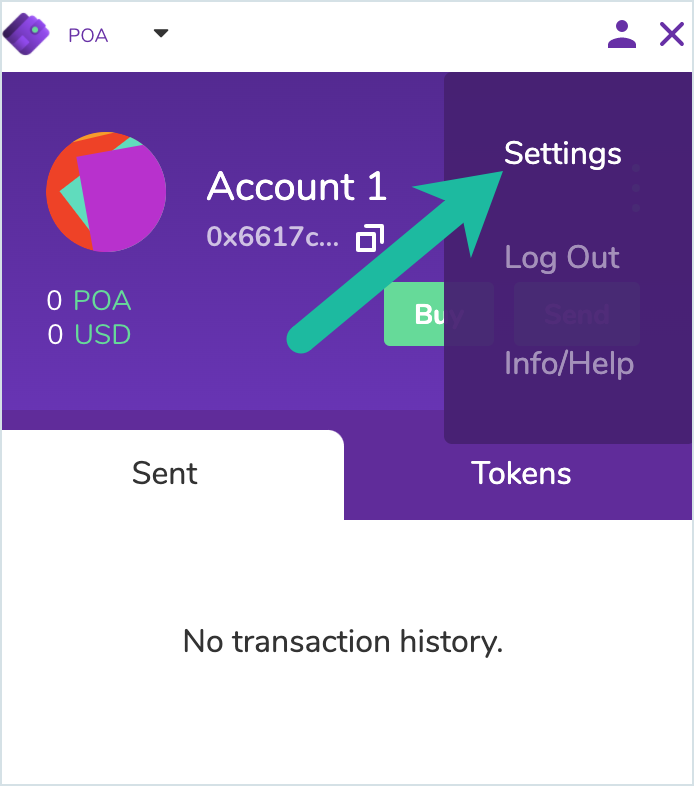 POA
Settings
Account 1
0x6617c...
Log Out
0 POA
0 USD
Buy
Send
Info/Help
Sent
Tokens
No transaction history.